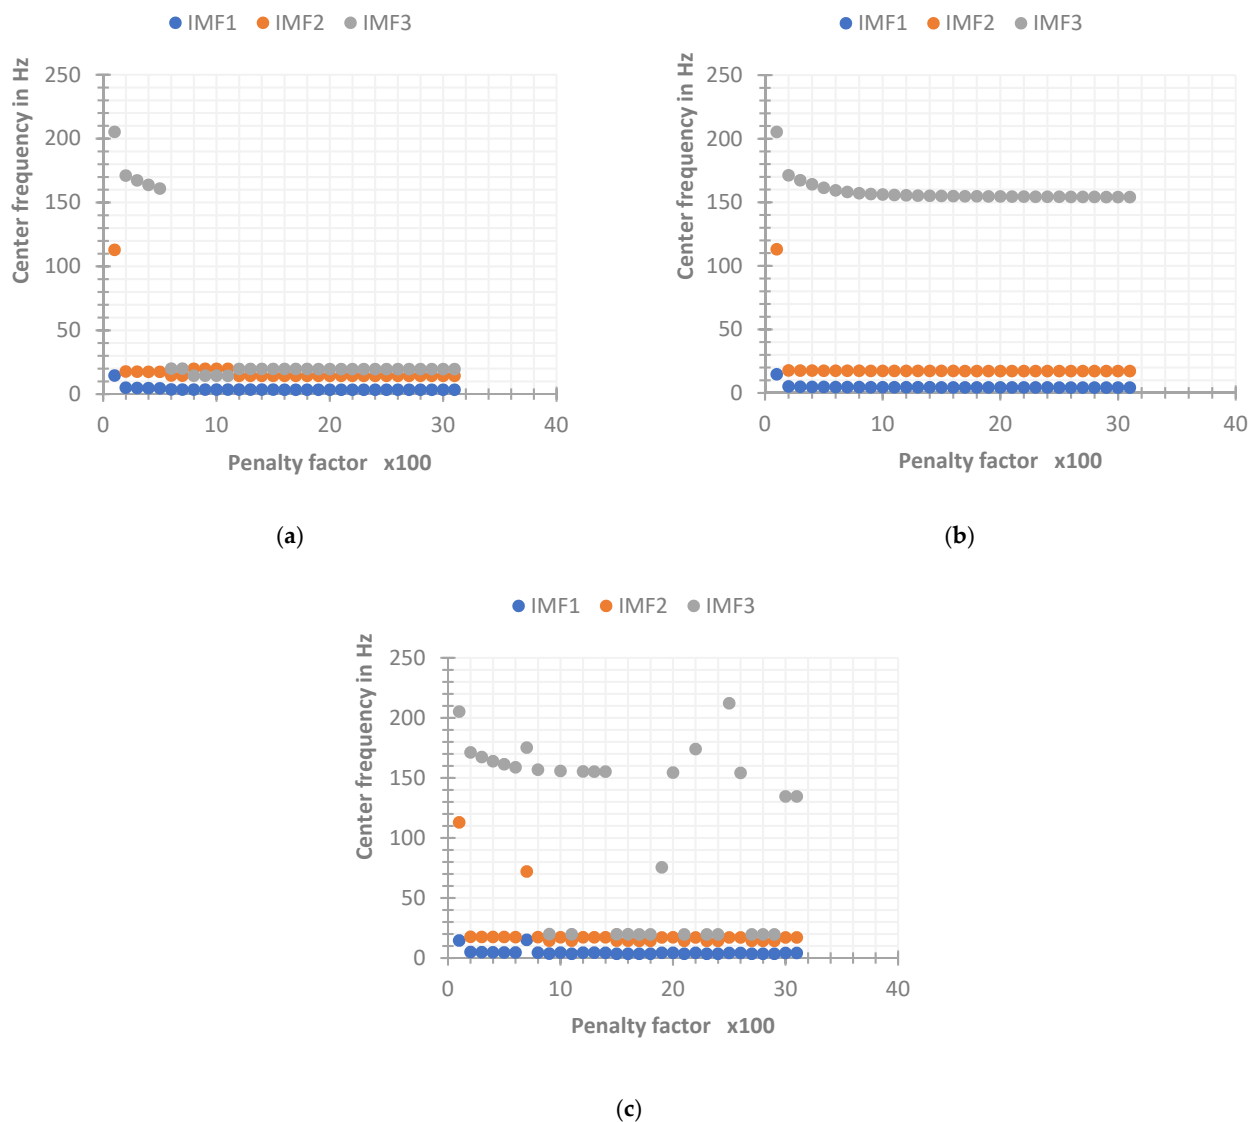 IMF1 IMF2 IMF3
Center frequency in Hz
250
200
150
100
50
0
0 10 20 30 40
Penalty factor x100
(a)
IMF1 IMF2 IMF3
Center frequency in Hz
250
200
150
100
50
0
0 10 20 30 40
Penalty factor x100
(b)
IMF1 IMF2 IMF3
Center frequency in Hz
250
200
150
100
50
0
0 10 20 30 40
Penalty factor x100
(c)